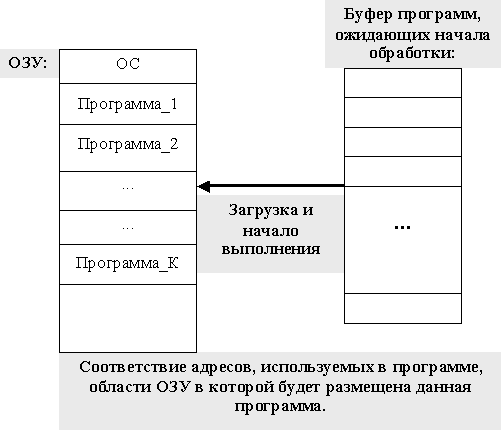 Буфер программ,
ожидающих начала
обработки:
ОЗУ:
ОС
Программа_1
Программа_2
...
...
Программа_К
Загрузка и
начало
выполнения
...
Соответствие адресов, используемых в программе,
области ОЗУ в которой будет размещена данная
программа.